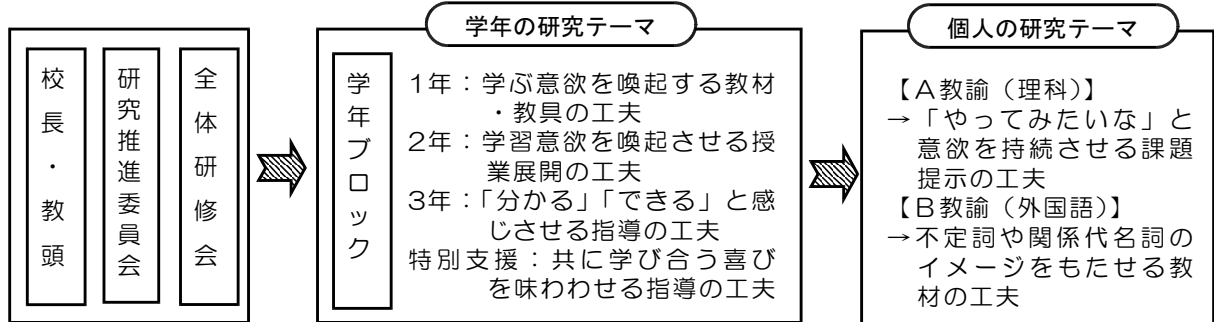 校長・教頭
研究推進委員会
全体研修会
学年の研究テーマ
学年ブロック
1年：学ぶ意欲を喚起する教材
・教具の工夫
2年：学習意欲を喚起させる授
業展開の工夫
3年：「分かる」「できる」と感
じさせる指導の工夫
特別支援：共に学び合う喜び
を味わわせる指導の工夫
個人の研究テーマ
【A教諭（理科）】
→「やってみたいな」と
意欲を持続させる課題
提示の工夫
【B教諭（外国語）】
→不定詞や関係代名詞の
イメージをもたせる教
材の工夫